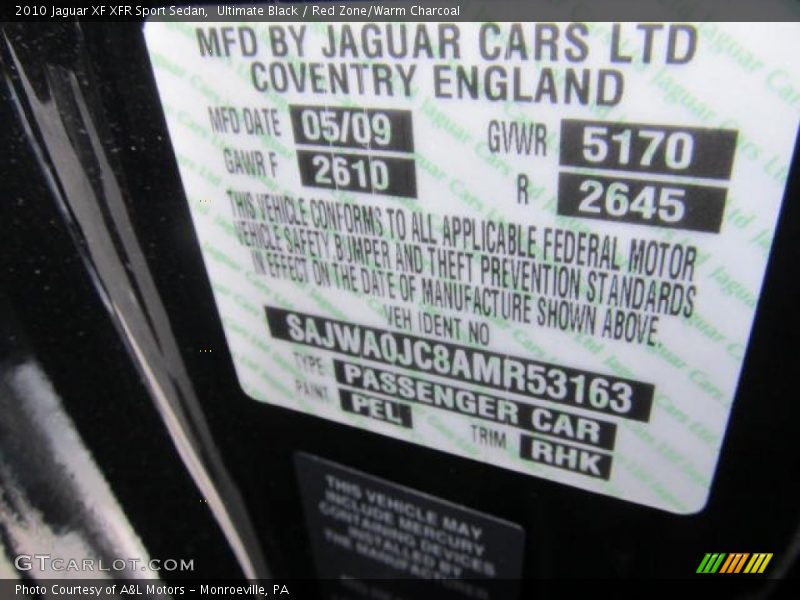 2010 Jaguar XF XFR Sport Sedan, Ultimate Black / Red Zone/Warm Charcoal
MFD BY JAGUAR CARS LTD
COVENTRY ENGLAND
MFD DATE 05/09 GVWR 5170
GAWR F 2610 R 2645
THIS VEHICLE CONFORMS TO ALL APPLICABLE FEDERAL MOTOR
VEHICLE SAFETY BUMPER AND THEFT PREVENTION STANDARDS
IN EFFECT ON THE DATE OF MANUFACTURE SHOWN ABOVE.
VEH IDENT NO
SAJWA0JC8AMR53163
TYPE PASSENGER CAR
PAINT PEL TRIM RHK
THIS VEHICLE MAY
INCLUDE MERCURY
CONTAINING DEVICES
INSTALLED BY
THE MANUFACTURER
GTCARLOT.COM
Photo Courtesy of A&L Motors - Monroeville, PA